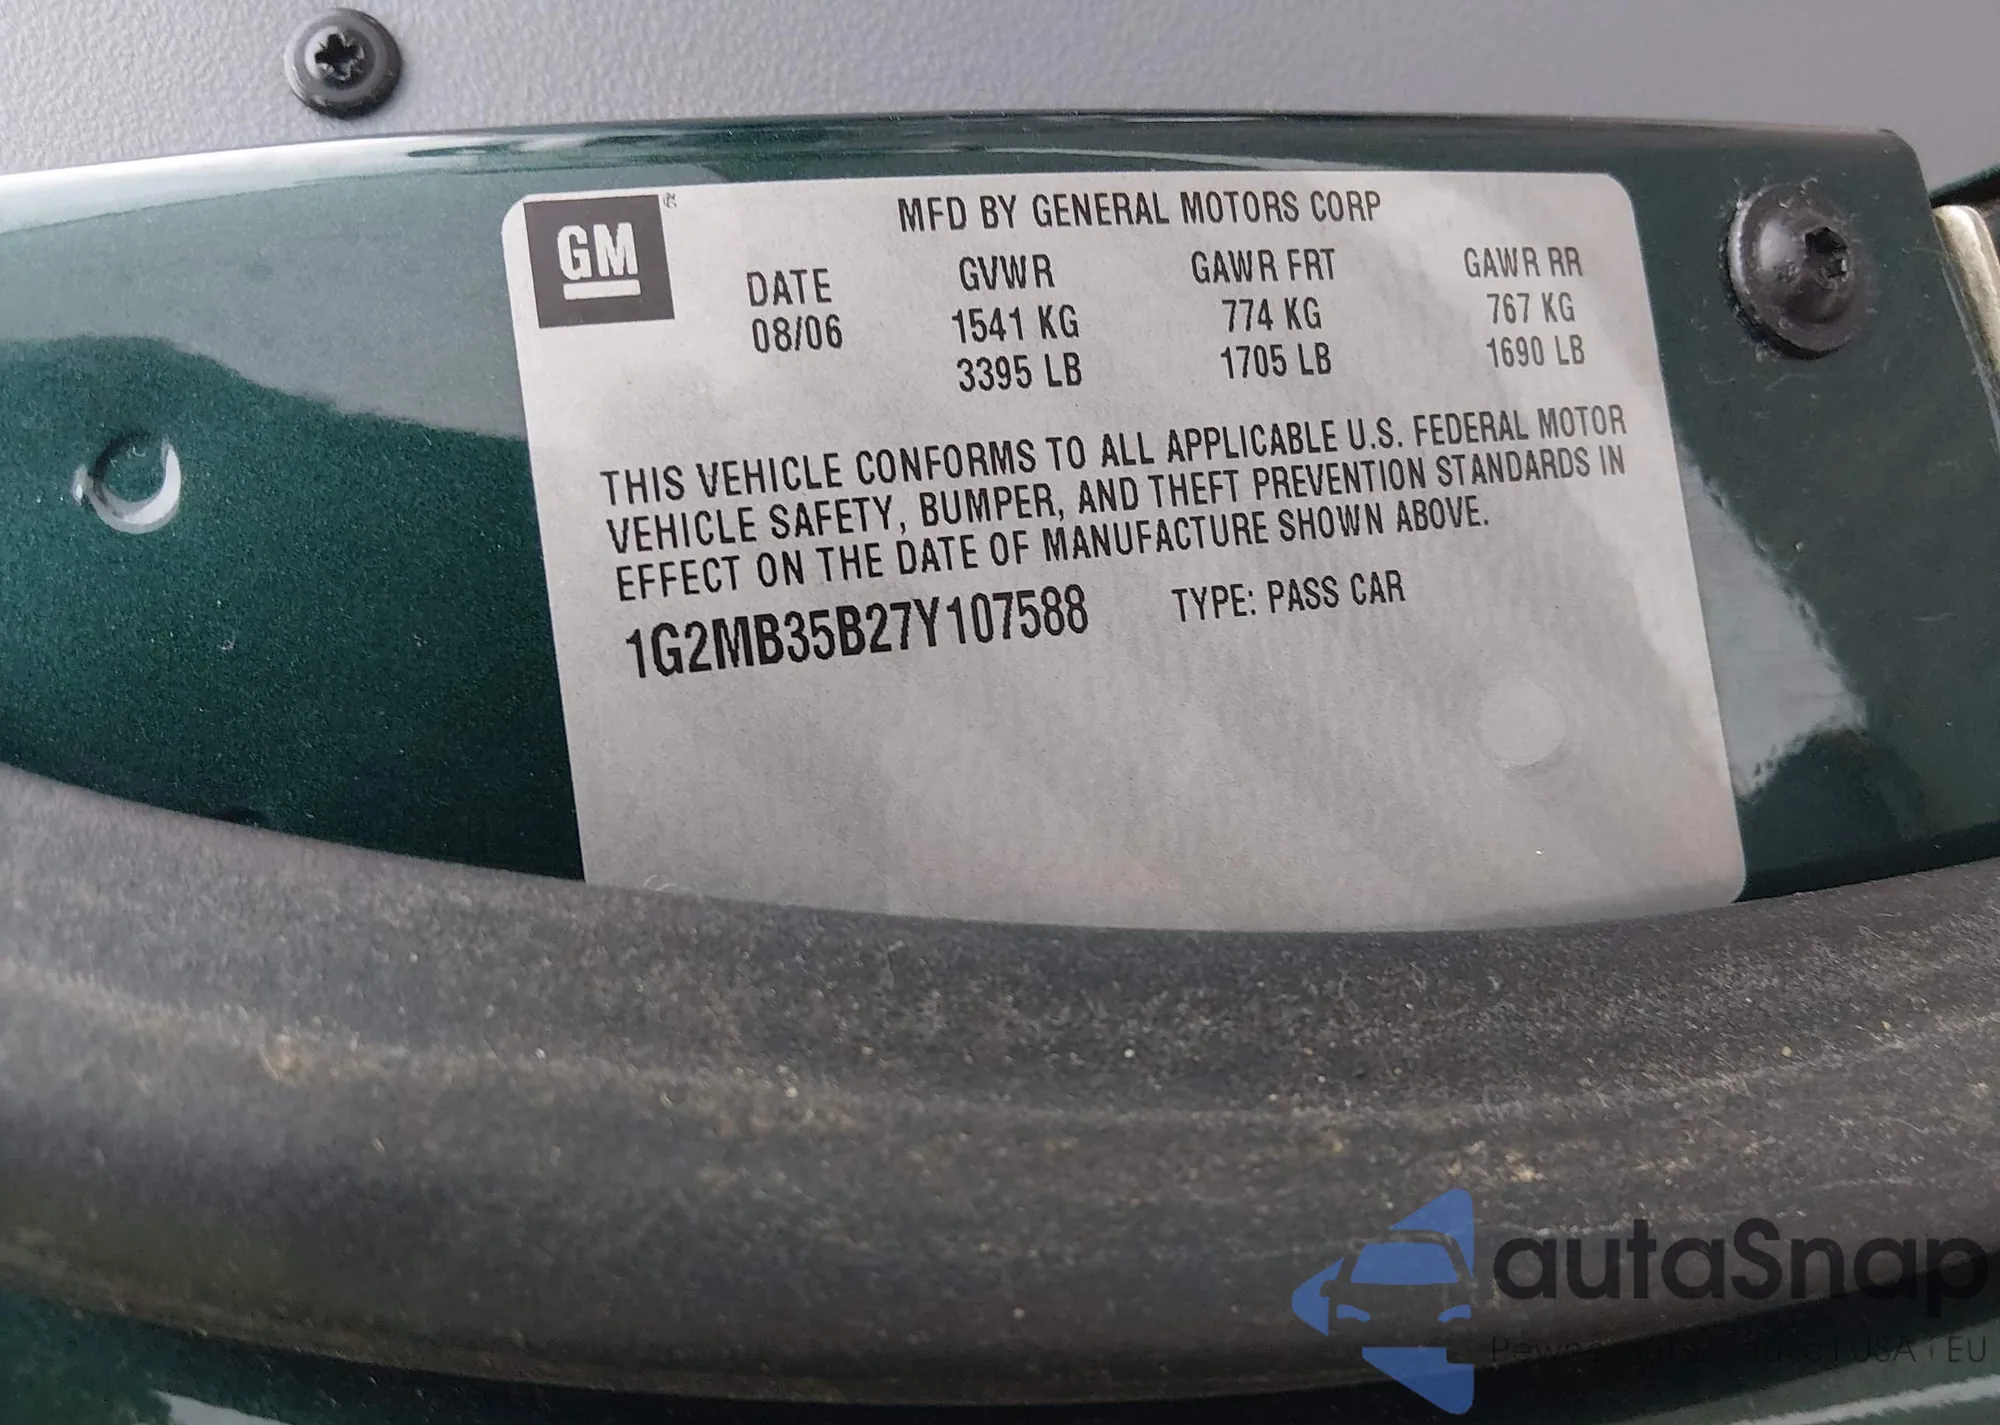 GM
MFD BY GENERAL MOTORS CORP
DATE GVWR GAWR FRT GAWR RR
08/06 1541 KG 774 KG 767 KG
3395 LB 1705 LB 1690 LB
THIS VEHICLE CONFORMS TO ALL APPLICABLE U.S. FEDERAL MOTOR
VEHICLE SAFETY, BUMPER, AND THEFT PREVENTION STANDARDS IN
EFFECT ON THE DATE OF MANUFACTURE SHOWN ABOVE.
1G2MB35B27Y107588 TYPE: PASS CAR
autaSnap
USA EU